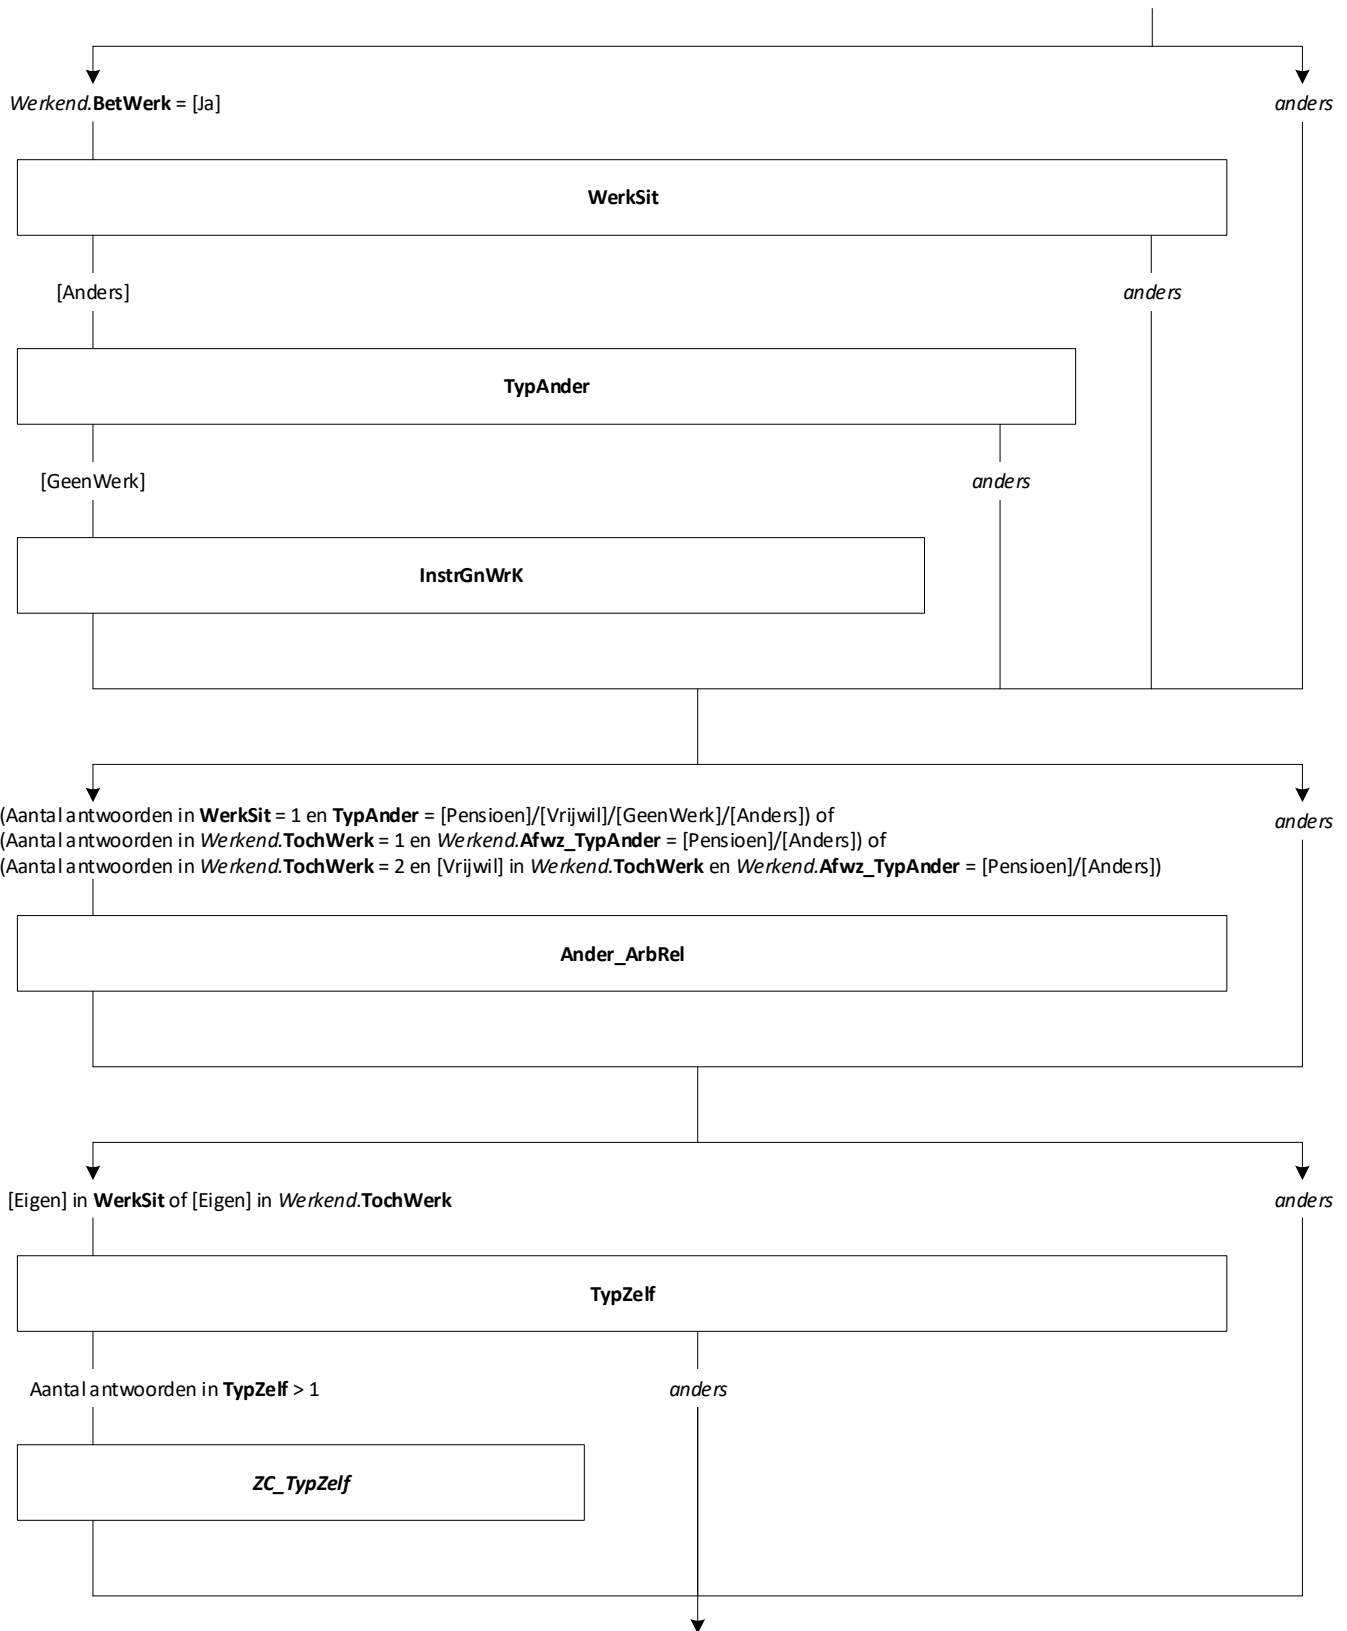 Werkend.BetWerk = [Ja]
anders
WerkSit
[Anders]
anders
TypAnder
[GeenWerk]
anders
InstrGnWrK
(Aantal antwoorden in WerkSit = 1 en TypAnder = [Pensioen]/[Vrijwil]/[GeenWerk]/[Anders]) of
anders
(Aantal antwoorden in Werkend.TochWerk = 1 en Werkend.Afwz_TypAnder = [Pensioen]/[Anders]) of
(Aantal antwoorden in Werkend.TochWerk = 2 en [Vrijwil] in Werkend.TochWerk en Werkend.Afwz_TypAnder = [Pensioen]/[Anders])
Ander_ArbRel
[Eigen] in WerkSit of [Eigen] in Werkend.TochWerk
anders
TypZelf
Aantal antwoorden in TypZelf > 1
anders
ZC_TypZelf